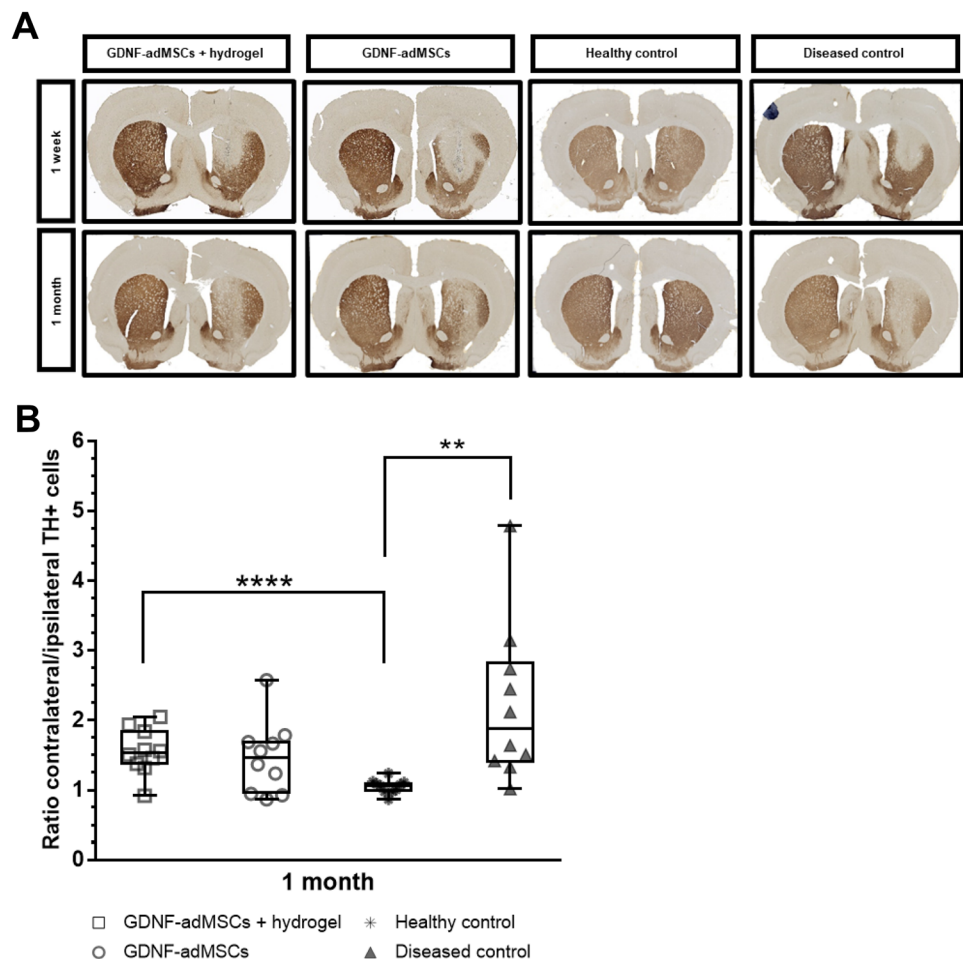 A
GDNF-adMSCs + hydrogel
GDNF-adMSCs
Healthy control
Diseased control
1 week
1 month
B
Ratio contralateral/ipsilateral TH+ cells
6
5
4
3
2
1
0
**
****
1 month
GDNF-adMSCs + hydrogel
Healthy control
GDNF-adMSCs
Diseased control